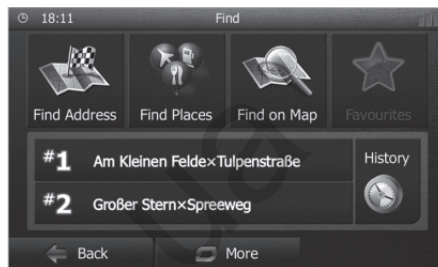 18:11 Find
Find Address Find Places Find on Map Favourites
#1 Am Kleinen Felde×Tulpenstraße History
#2 Großer Stern×Spreeweg
Back More
ua